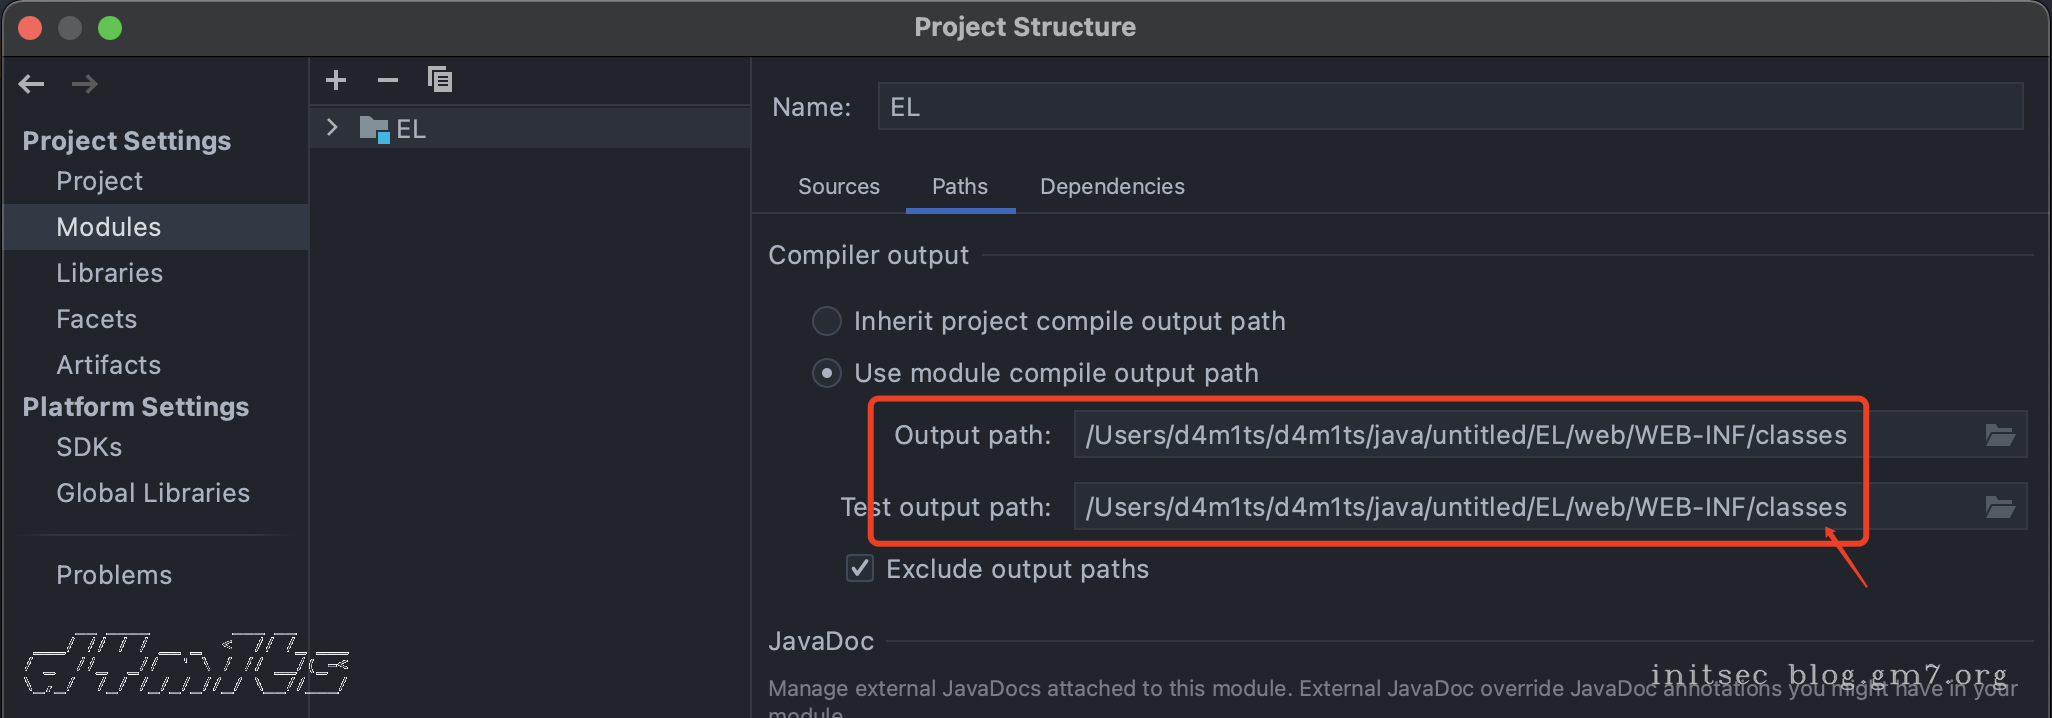 Project Structure
Project Settings
Project
Modules
Libraries
Facets
Artifacts
Platform Settings
SDKs
Global Libraries
Problems
EL
Name: EL
Sources Paths Dependencies
Compiler output
Inherit project compile output path
Use module compile output path
Output path: /Users/d4m1ts/d4m1ts/java/untitled/EL/web/WEB-INF/classes
Test output path: /Users/d4m1ts/d4m1ts/java/untitled/EL/web/WEB-INF/classes
Exclude output paths
JavaDoc
Manage external JavaDocs attached to this module. External JavaDoc override JavaDoc annotations you might have in your
module.
d4m1ts
initsec blog.gm7.org